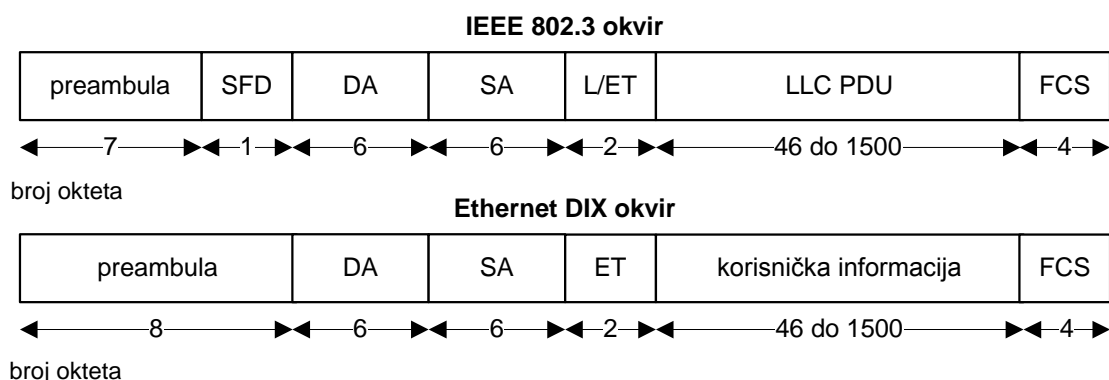 IEEE 802.3 okvir
preambula SFD DA SA L/ET LLC PDU FCS
7 1 6 6 2 46 do 1500 4
broj okteta
Ethernet DIX okvir
preambula DA SA ET korisnička informacija FCS
8 6 6 2 46 do 1500 4
broj okteta